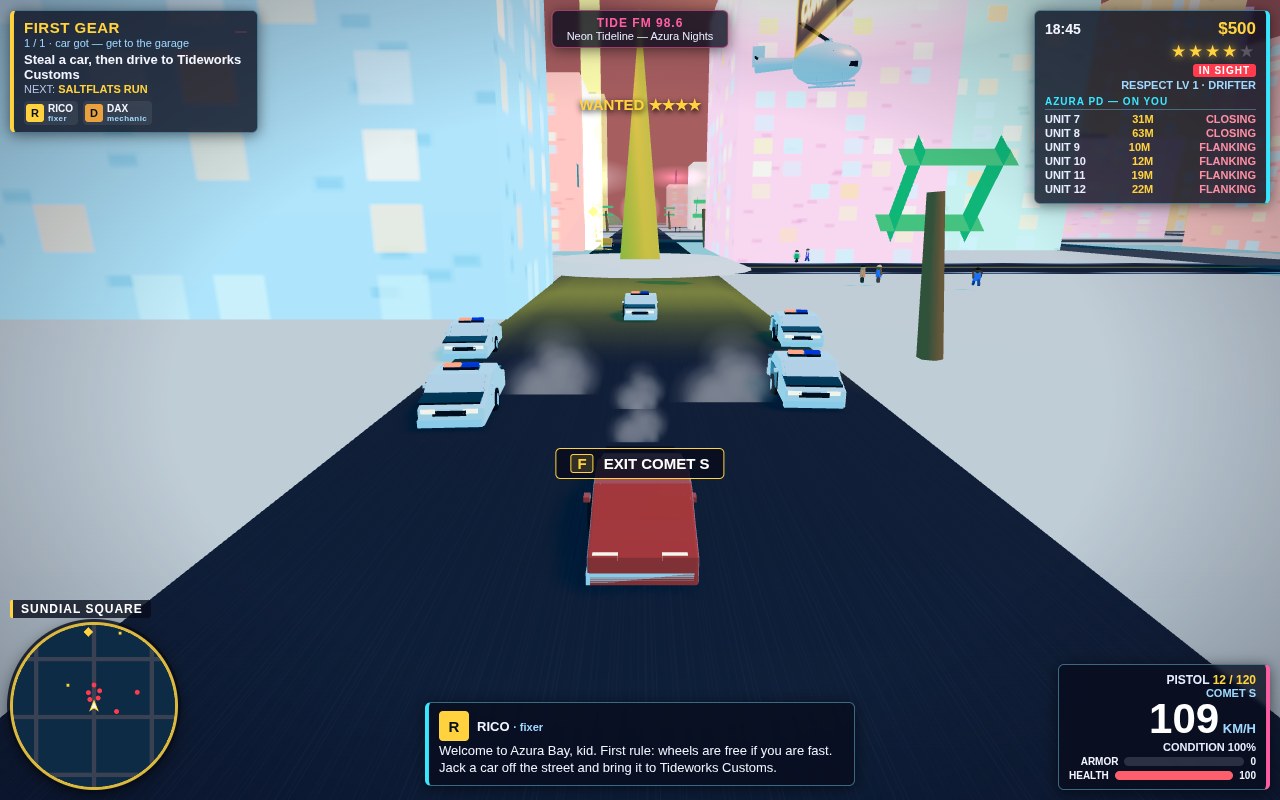 FIRST GEAR
1 / 1 · car got — get to the garage
Steal a car, then drive to Tideworks
Customs
NEXT: SALTFLATS RUN
R RICO
fixer
D DAX
mechanic
TIDE FM 98.6
Neon Tideline — Azura Nights
WANTED ★★★★
18:45 $500
★★★★★
IN SIGHT
RESPECT LV 1 · DRIFTER
AZURA PD — ON YOU
UNIT 7 31M CLOSING
UNIT 8 63M CLOSING
UNIT 9 10M FLANKING
UNIT 10 12M FLANKING
UNIT 11 19M FLANKING
UNIT 12 22M FLANKING
F EXIT COMET S
SUNDIAL SQUARE
R RICO · fixer
Welcome to Azura Bay, kid. First rule: wheels are free if you are fast.
Jack a car off the street and bring it to Tideworks Customs.
PISTOL 12 / 120
COMET S
109 KM/H
CONDITION 100%
ARMOR 0
HEALTH 100